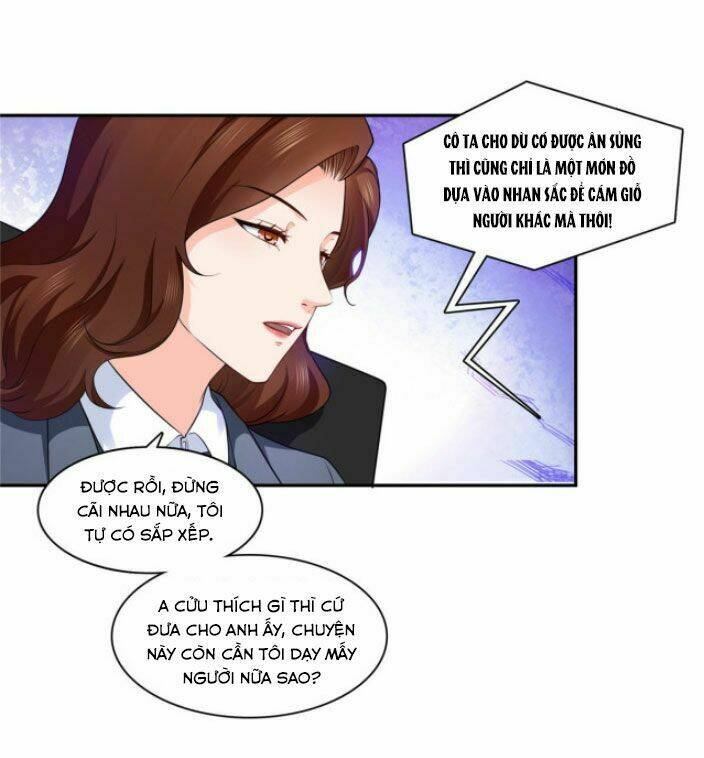 CÔ TA CHO DÙ CÓ ĐƯỢC ÂN SỦNG
THÌ CŨNG CHỈ LÀ MỘT MÓN ĐỒ
DỰA VÀO NHAN SẮC ĐỂ CÁM GIỖ
NGƯỜI KHÁC MÀ THÔI!
ĐƯỢC RỒI, ĐỪNG
CÃI NHAU NỮA, TÔI
TỰ CÓ SẮP XẾP.
A CỬU THÍCH GÌ THÌ CỨ
ĐƯA CHO ANH ẤY, CHUYỆN
NÀY CÒN CẦN TÔI DẠY MẤY
NGƯỜI NỮA SAO?